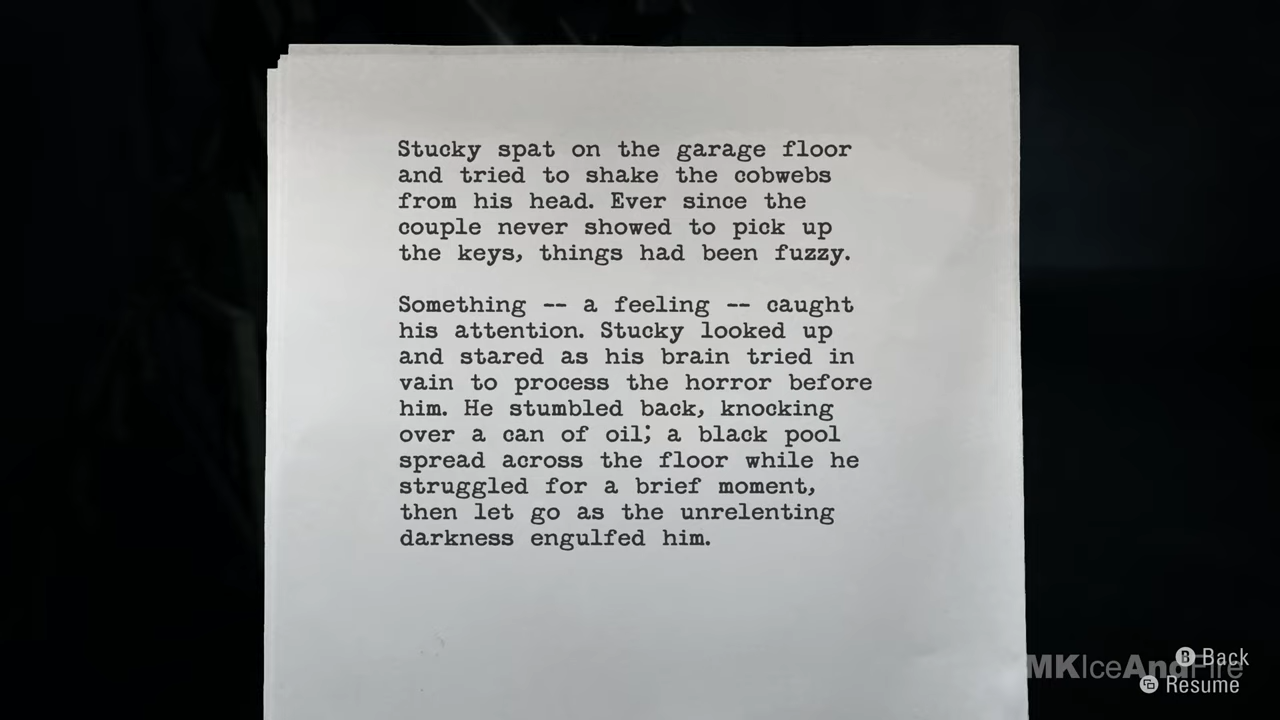 Stucky spat on the garage floor
and tried to shake the cobwebs
from his head. Ever since the
couple never showed to pick up
the keys, things had been fuzzy.
Something -- a feeling -- caught
his attention. Stucky looked up
and stared as his brain tried in
vain to process the horror before
him. He stumbled back, knocking
over a can of oil; a black pool
spread across the floor while he
struggled for a brief moment,
then let go as the unrelenting
darkness engulfed him.
B Back
MKIceAndFire
Resume